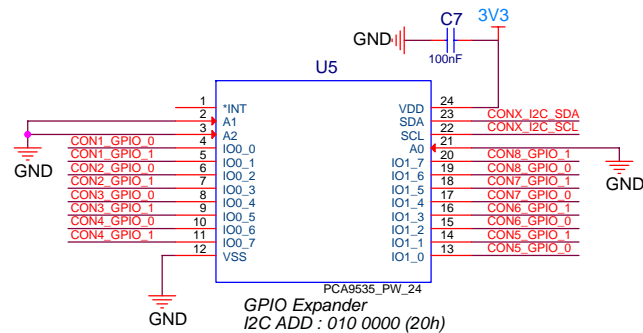 C7
3V3
GND
100nF
U5
1 *INT VDD 24
2 A1 SDA 23 CONX_I2C_SDA
3 A2 SCL 22 CONX_I2C_SCL
CON1_GPIO_0 4 IO0_0 A0 21
CON1_GPIO_1 5 IO0_1 IO1_7 20 CON8_GPIO_1
CON2_GPIO_0 6 IO0_2 IO1_6 19 CON8_GPIO_0
CON2_GPIO_1 7 IO0_3 IO1_5 18 CON7_GPIO_1
CON3_GPIO_0 8 IO0_4 IO1_4 17 CON7_GPIO_0
CON3_GPIO_1 9 IO0_5 IO1_3 16 CON6_GPIO_1
CON4_GPIO_0 10 IO0_6 IO1_2 15 CON6_GPIO_0
CON4_GPIO_1 11 IO0_7 IO1_1 14 CON5_GPIO_1
12 VSS IO1_0 13 CON5_GPIO_0
GND
GND
GND
PCA9535_PW_24
GPIO Expander
I2C ADD : 010 0000 (20h)